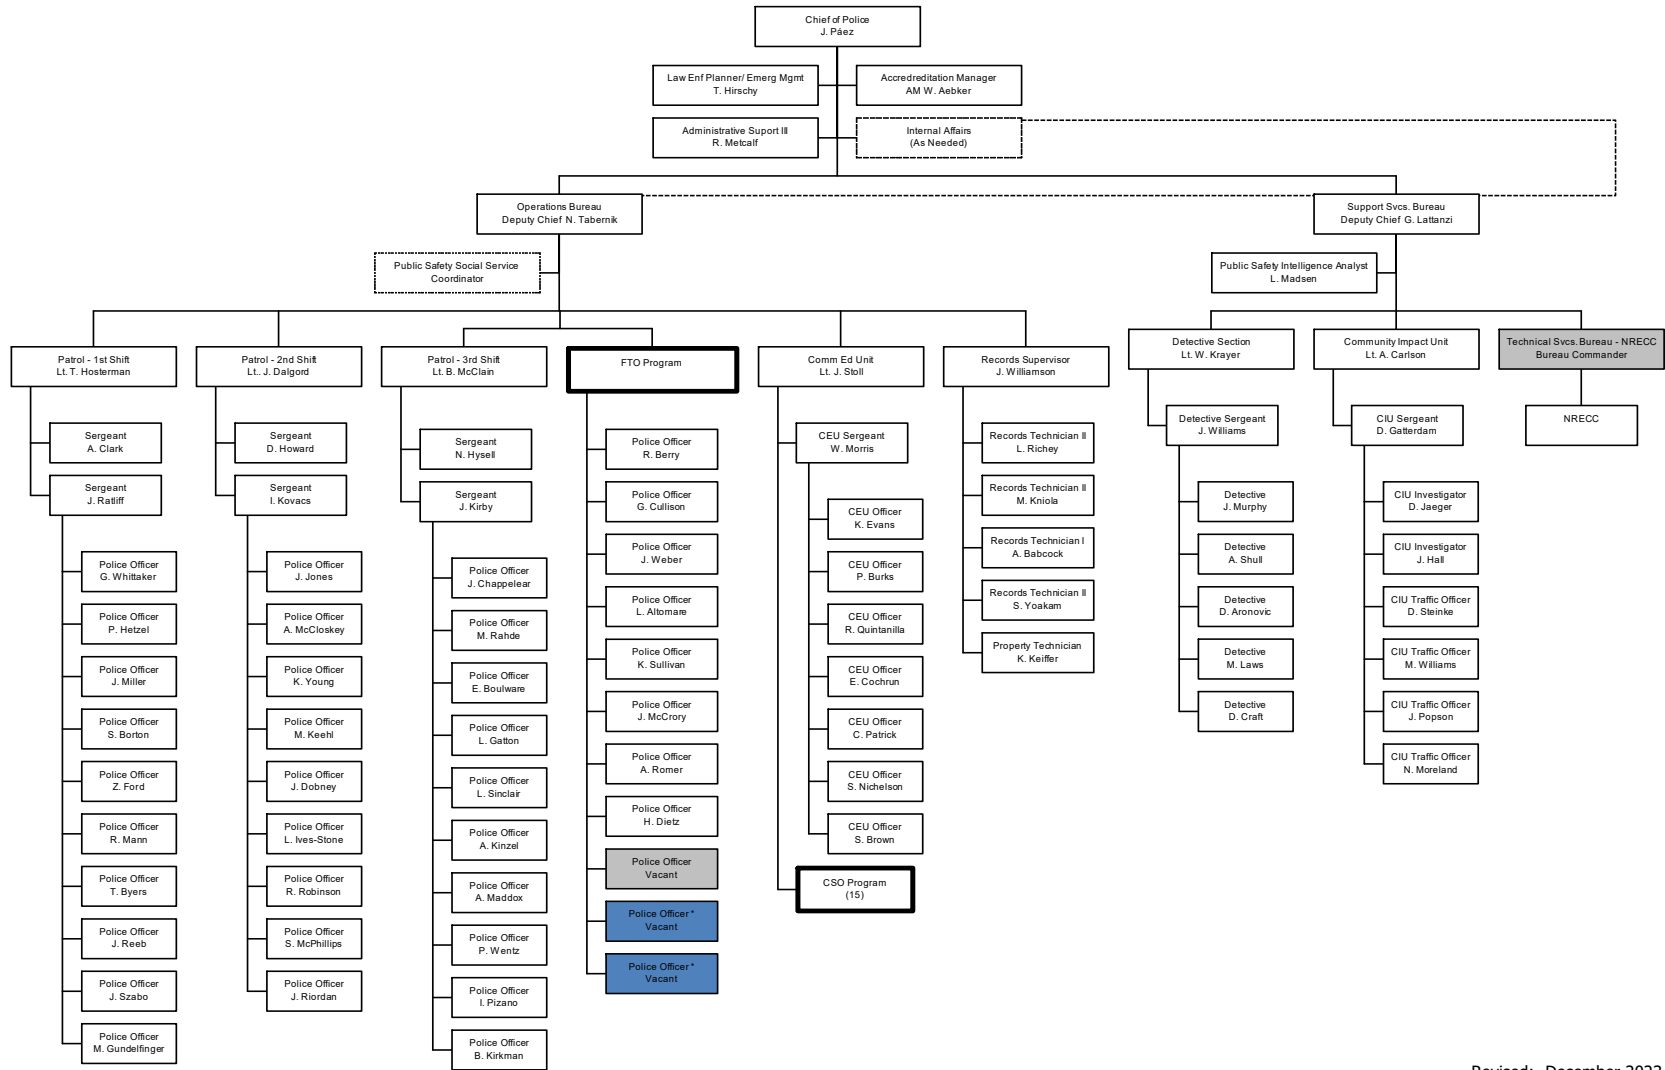 Chief of Police
J. Páez
Law Enf Planner/ Emerg Mgmt
T. Hirschy
Accredreditation Manager
AM W. Aebker
Administrative Suport III
R. Metcalf
Internal Affairs
(As Needed)
Operations Bureau
Deputy Chief N. Tabernik
Support Svcs. Bureau
Deputy Chief G. Lattanzi
Public Safety Social Service
Coordinator
Public Safety Intelligence Analyst
L. Madsen
Patrol - 1st Shift
Lt. T. Hosterman
Patrol - 2nd Shift
Lt.. J. Dalgord
Patrol - 3rd Shift
Lt. B. McClain
FTO Program
Comm Ed Unit
Lt. J. Stoll
Records Supervisor
J. Williamson
Detective Section
Lt. W. Krayer
Community Impact Unit
Lt. A. Carlson
Technical Svcs. Bureau - NRECC
Bureau Commander
Sergeant
A. Clark
Sergeant
J. Ratliff
Police Officer
G. Whittaker
Police Officer
P. Hetzel
Police Officer
J. Miller
Police Officer
S. Borton
Police Officer
Z. Ford
Police Officer
R. Mann
Police Officer
T. Byers
Police Officer
J. Reeb
Police Officer
J. Szabo
Police Officer
M. Gundelfinger
Sergeant
D. Howard
Sergeant
I. Kovacs
Police Officer
J. Jones
Police Officer
A. McCloskey
Police Officer
K. Young
Police Officer
M. Keehl
Police Officer
J. Dobney
Police Officer
L. Ives-Stone
Police Officer
R. Robinson
Police Officer
S. McPhillips
Police Officer
J. Riordan
Sergeant
N. Hysell
Sergeant
J. Kirby
Police Officer
J. Chappelear
Police Officer
M. Rahde
Police Officer
E. Boulware
Police Officer
L. Gatton
Police Officer
L. Sinclair
Police Officer
A. Kinzel
Police Officer
A. Maddox
Police Officer
P. Wentz
Police Officer
I. Pizano
Police Officer
B. Kirkman
Police Officer
R. Berry
Police Officer
G. Cullison
Police Officer
J. Weber
Police Officer
L. Altomare
Police Officer
K. Sullivan
Police Officer
J. McCrory
Police Officer
A. Romer
Police Officer
H. Dietz
Police Officer
Vacant
Police Officer *
Vacant
Police Officer *
Vacant
CEU Sergeant
W. Morris
CEU Officer
K. Evans
CEU Officer
P. Burks
CEU Officer
R. Quintanilla
CEU Officer
E. Cochrun
CEU Officer
C. Patrick
CEU Officer
S. Nichelson
CEU Officer
S. Brown
CSO Program
(15)
Records Technician II
L. Richey
Records Technician II
M. Kniola
Records Technician I
A. Babcock
Records Technician II
S. Yoakam
Property Technician
K. Keiffer
Detective Sergeant
J. Williams
Detective
J. Murphy
Detective
A. Shull
Detective
D. Aronovic
Detective
M. Laws
Detective
D. Craft
CIU Sergeant
D. Gatterdam
CIU Investigator
D. Jaeger
CIU Investigator
J. Hall
CIU Traffic Officer
D. Steinke
CIU Traffic Officer
M. Williams
CIU Traffic Officer
J. Popson
CIU Traffic Officer
N. Moreland
NRECC
Revised: December 2023